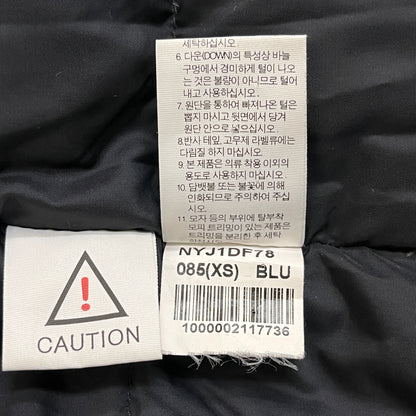 세탁하십시오.
6. 다운(DOWN)의 특성상 바늘
구멍에서 경미하게 털이 나오
는 것은 불량이 아니므로 털어
내고 사용하십시오.
7. 원단을 통하여 빠져나온 털은
뽑지 마시고 뒷면에서 당겨
원단 안으로 넣으십시오.
8. 반사 테잎, 고무제 라벨류에는
다림질 하지 마십시오.
9. 본 제품은 의류 착용 이외의
용도로 사용하지 마십시오.
10. 담뱃불 또는 불꽃에 의해
인화되므로 주의하여 주십
시오.
11. 모자 등의 부위에 탈부착
모피 트리밍이 있는 제품은
트리밍을 분리한 후 세탁
NYJ1DF78
085(XS) BLU
1000002117736
!
CAUTION